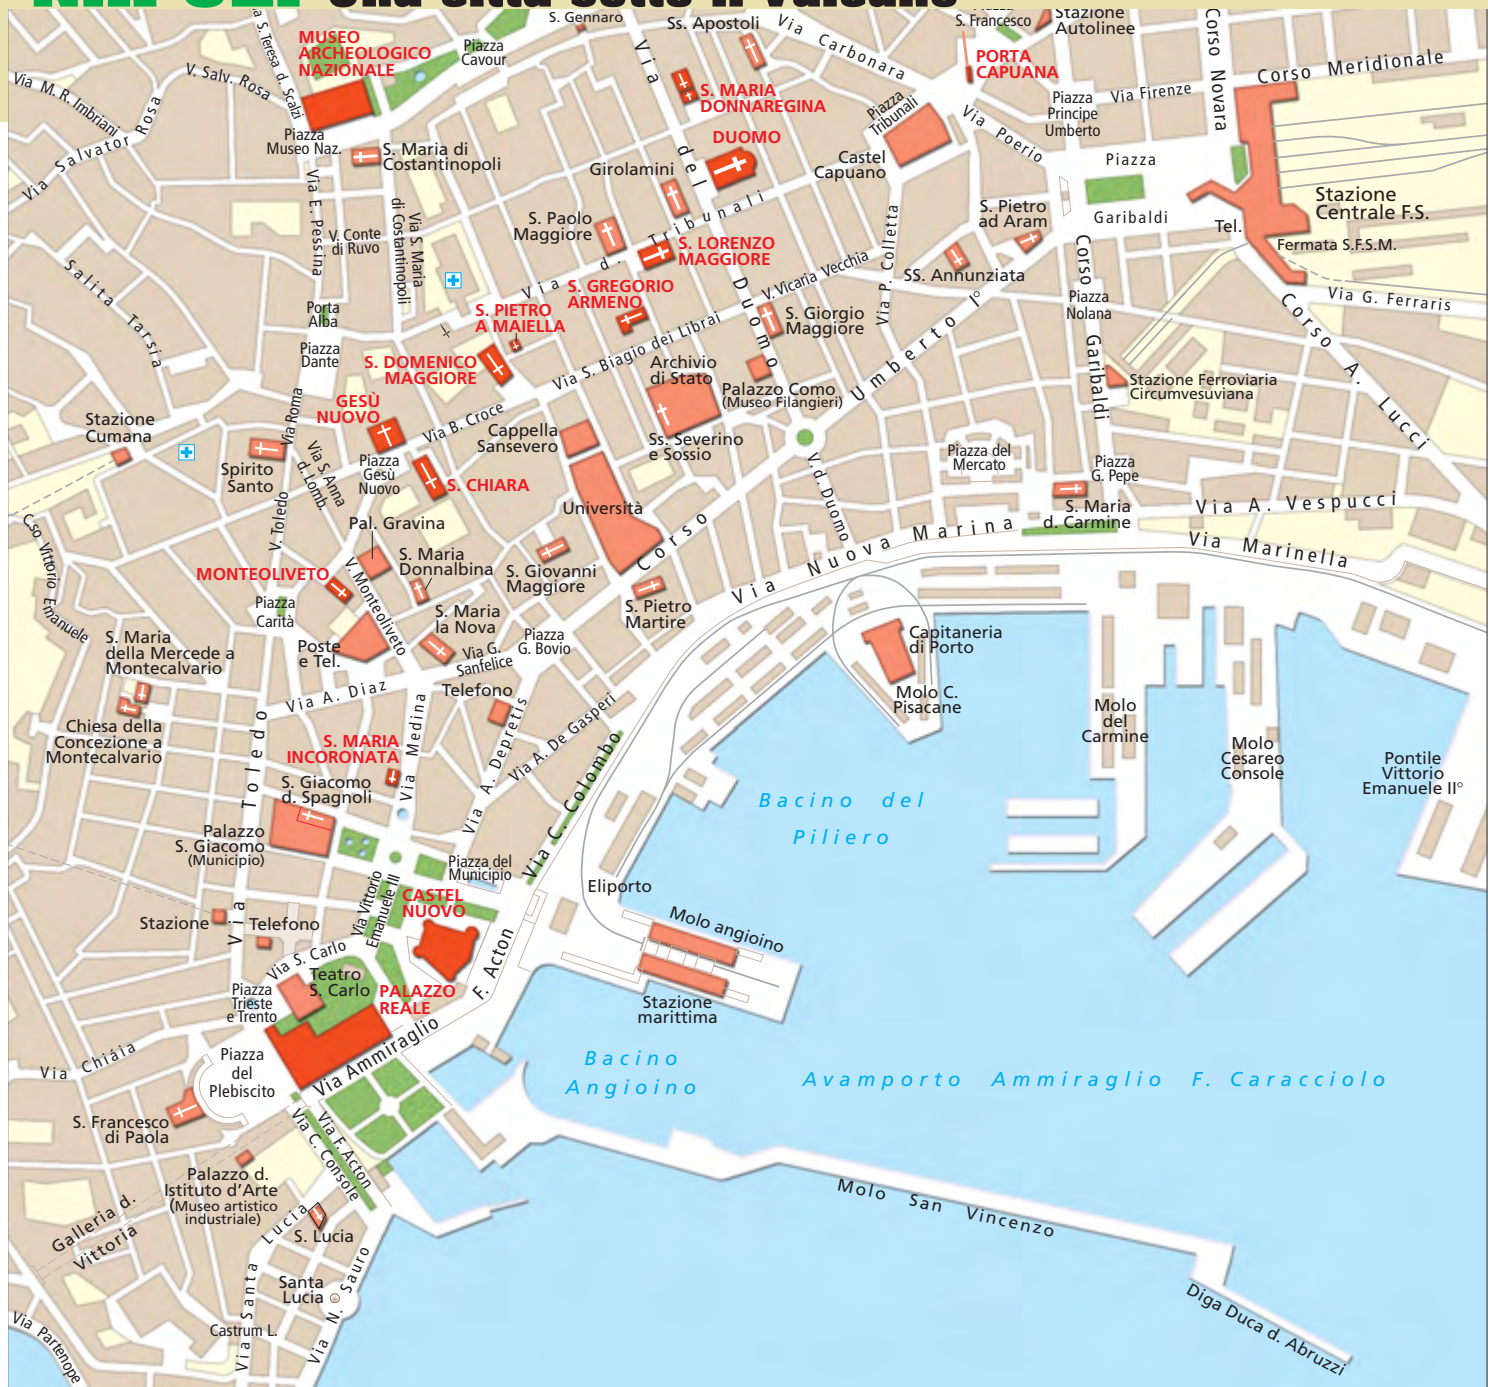 NAPOLI Una città sotto il vulcano
MUSEO
ARCHEOLOGICO
NAZIONALE
Piazza
Cavour
S. Gennaro
Ss. Apostoli
Via Carbonara
S. Francesco
Stazione
Autolinee
PORTA
CAPUANA
Corso Novara
Corso Meridionale
Via Firenze
Piazza
Principe
Umberto
Via M. R. Imbriani
V. Salv. Rosa
Via Salvator Rosa
a S. Teresa d. Scalzi
Piazza
Museo Naz.
S. Maria di
Costantinopoli
S. MARIA
DONNAREGINA
DUOMO
Girolamini
Piazza
Tribunali
Castel
Capuano
Via Poerio
Piazza
Garibaldi
Tel.
Stazione
Centrale F.S.
Fermata S.F.S.M.
Via G. Ferraris
Via E. Pessina
V. Conte
di Ruvo
Via S. Maria
di Costantinopoli
S. Paolo
Maggiore
Via d. Tribunali
S. LORENZO
MAGGIORE
Via del Duomo
V. Vicaria Vecchia
Via P. Colletta
S. Pietro
ad Aram
SS. Annunziata
Corso Garibaldi
Piazza
Nolana
Corso A. Lucci
Salita Tarsia
Porta
Alba
Piazza
Dante
S. GREGORIO
ARMENO
S. PIETRO
A MAIELLA
S. DOMENICO
MAGGIORE
Via S. Biagio dei Librai
S. Giorgio
Maggiore
Archivio
di Stato
Palazzo Como
(Museo Filangieri)
Corso Umberto I°
Stazione Ferroviaria
Circumvesuviana
Stazione
Cumana
Via Roma
GESÙ
NUOVO
Via B. Croce
Cappella
Sansevero
Ss. Severino
e Sossio
Piazza del
Mercato
Piazza
G. Pepe
Spirito
Santo
Via S. Anna
d. Lomb.
Piazza
Gesù
Nuovo
S. CHIARA
Università
V. d. Duomo
S. Maria
d. Carmine
Via A. Vespucci
C.so Vittorio Emanuele
V. Toledo
Pal. Gravina
S. Maria
Donnalbina
S. Giovanni
Maggiore
Via Nuova Marina
Via Marinella
MONTEOLIVETO
V. Monteoliveto
Piazza
Carità
S. Maria
la Nova
S. Pietro
Martire
Capitaneria
di Porto
S. Maria
della Mercede a
Montecalvario
Poste
e Tel.
Via G.
Sanfelice
Piazza
G. Bovio
Via A. Diaz
Telefono
Molo C.
Pisacane
Molo
del
Carmine
Chiesa della
Concezione a
Montecalvario
Via Toledo
S. MARIA
INCORONATA
Via Medina
Via A. Depretis
Via A. De Gasperi
Molo
Cesareo
Console
Pontile
Vittorio
Emanuele II°
S. Giacomo
d. Spagnoli
Palazzo
S. Giacomo
(Municipio)
Via C. Colombo
Bacino del
Piliero
Piazza del
Municipio
Eliporto
Via Vittorio
Emanuele III
CASTEL
NUOVO
Stazione
Telefono
Molo angioino
Via S. Carlo
Teatro
S. Carlo
PALAZZO
REALE
Piazza
Trieste
e Trento
Stazione
marittima
Via Ammiraglio F. Acton
Via Chiáia
Piazza
del
Plebiscito
Bacino
Angioino
Avamporto Ammiraglio F. Caracciolo
S. Francesco
di Paola
Via F. Acton
Via C. Console
Palazzo d.
Istituto d'Arte
(Museo artistico
industriale)
Molo San Vincenzo
Galleria d.
Vittoria
S. Lucia
Santa
Lucia
Via Santa Lucia
Via N. Sauro
Castrum L.
Via Partenope
Diga Duca d. Abruzzi